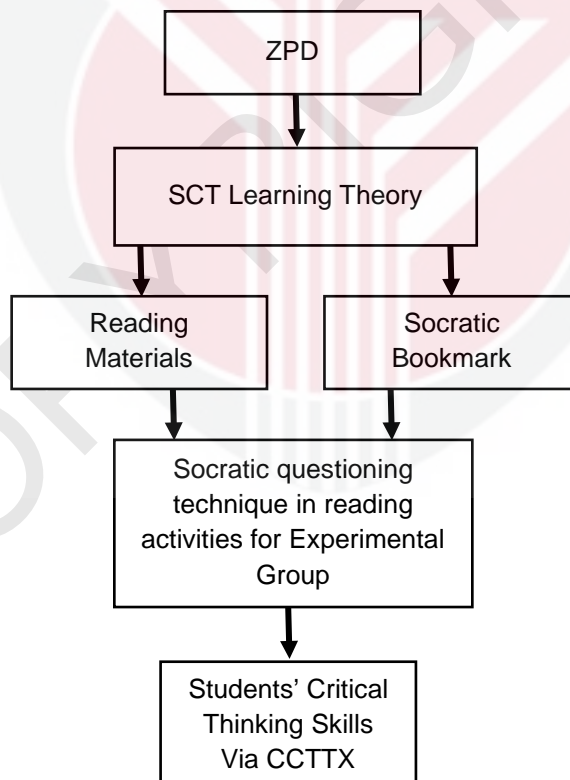 ZPD
SCT Learning Theory
Reading
Materials
Socratic
Bookmark
Socratic questioning
technique in reading
activities for Experimental
Group
Students' Critical
Thinking Skills
Via CCTTX